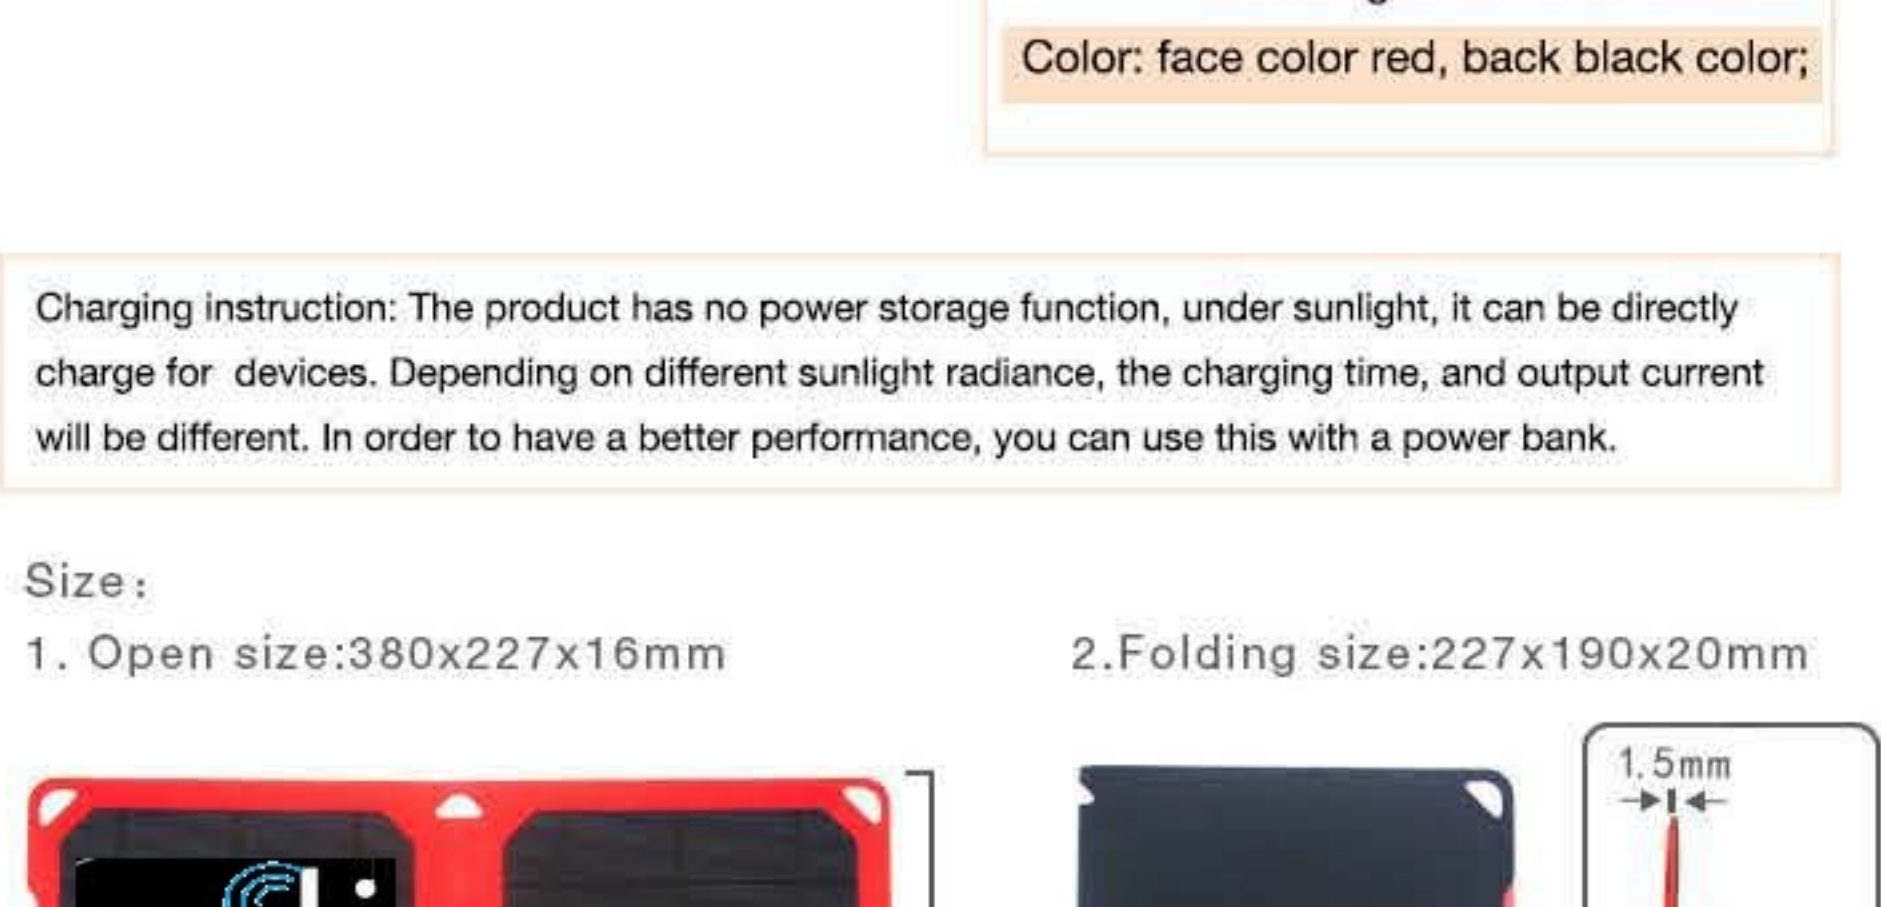 Color: face color red, back black color;
Charging instruction: The product has no power storage function, under sunlight, it can be directly
charge for devices. Depending on different sunlight radiance, the charging time, and output current
will be different. In order to have a better performance, you can use this with a power bank.
Size:
1. Open size:380x227x16mm
2.Folding size:227x190x20mm
1.5mm